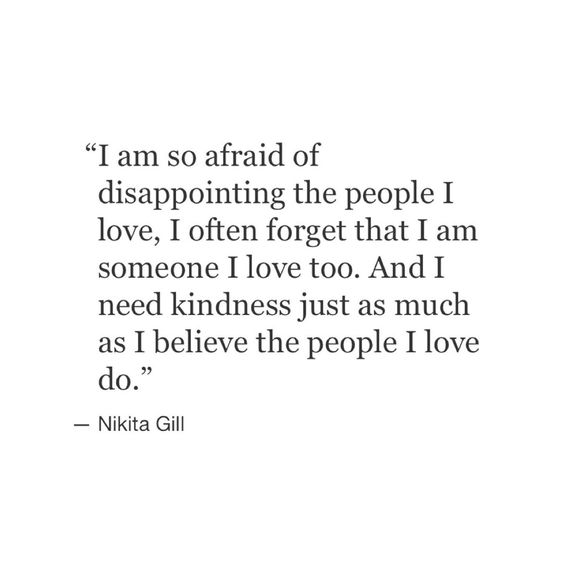 “I am so afraid of
disappointing the people I
love, I often forget that I am
someone I love too. And I
need kindness just as much
as I believe the people I love
do.”
— Nikita Gill